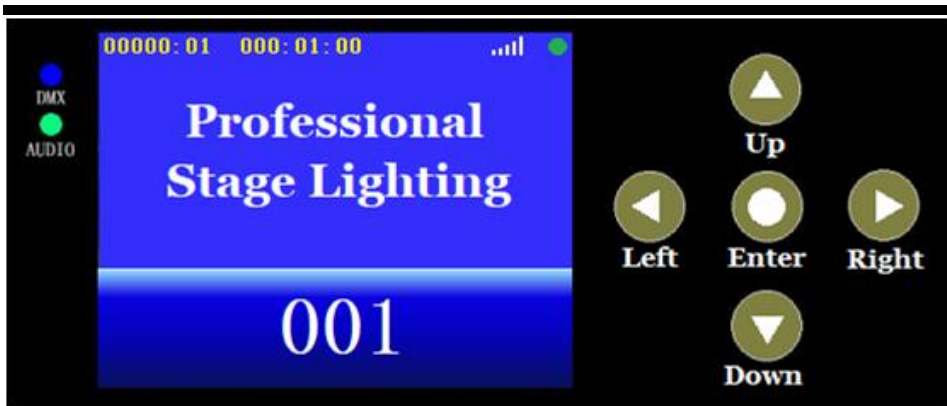 00000:01 000:01:00
DMX
AUDIO
Professional
Stage Lighting
001
Up
Left Enter Right
Down